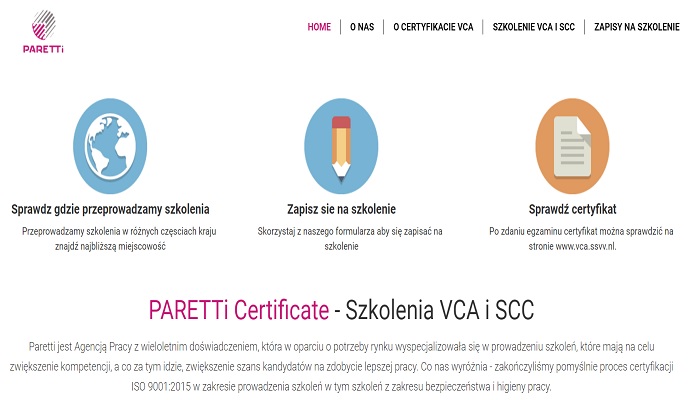 PARETTi
HOME
O NAS
O CERTYFIKACIE VCA
SZKOLENIE VCA I SCC
ZAPISY NA SZKOLENIE
Sprawdz gdzie przeprowadzamy szkolenia
Przeprowadzamy szkolenia w różnych częsciach kraju
znajdź najbliższą miejscowość
Zapisz sie na szkolenie
Skorzystaj z naszego formularza aby się zapisać na
szkolenie
Sprawdź certyfikat
Po zdaniu egzaminu certyfikat można sprawdzić na
stronie www.vca.ssvv.nl.
PARETTi Certificate - Szkolenia VCA i SCC
Paretti jest Agencją Pracy z wieloletnim doświadczeniem, która w oparciu o potrzeby rynku wyspecjalizowała się w prowadzeniu szkoleń, które mają na celu
zwiększenie kompetencji, a co za tym idzie, zwiększenie szans kandydatów na zdobycie lepszej pracy. Co nas wyróżnia - zakończyliśmy pomyślnie proces certyfikacji
ISO 9001:2015 w zakresie prowadzenia szkoleń w tym szkoleń z zakresu bezpieczeństwa i higieny pracy.